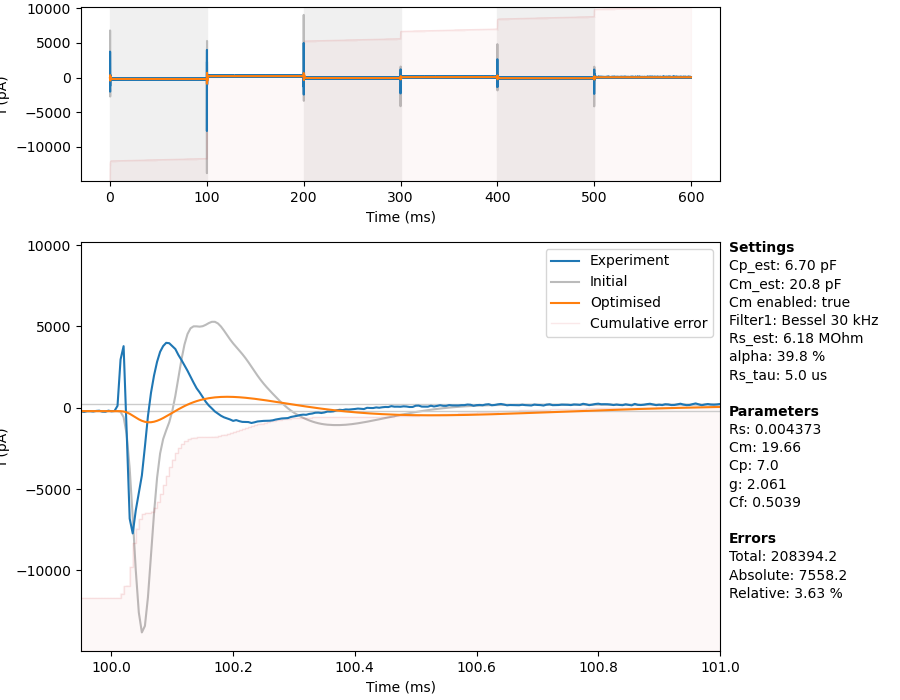 10000
5000
0
−5000
−10000
0
100
200
300
400
500
600
Time (ms)
10000
5000
0
−5000
−10000
100.0
100.2
100.4
100.6
100.8
101.0
Time (ms)
Experiment
Initial
Optimised
Cumulative error
Settings
Cp_est: 6.70 pF
Cm_est: 20.8 pF
Cm enabled: true
Filter1: Bessel 30 kHz
Rs_est: 6.18 MOhm
alpha: 39.8 %
Rs_tau: 5.0 us
Parameters
Rs: 0.004373
Cm: 19.66
Cp: 7.0
g: 2.061
Cf: 0.5039
Errors
Total: 208394.2
Absolute: 7558.2
Relative: 3.63 %